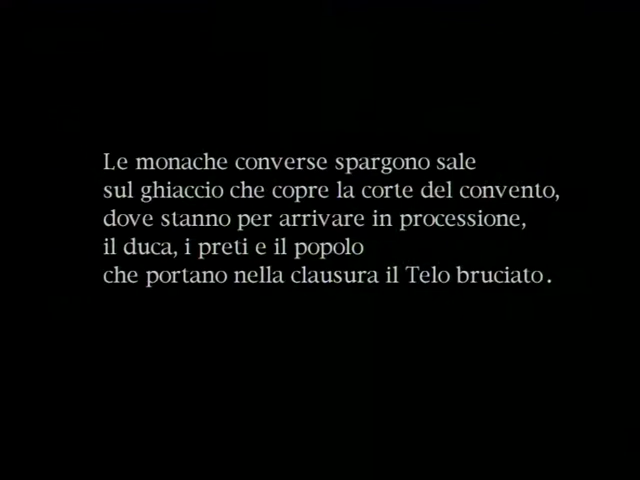 Le monache converse spargono sale
sul ghiaccio che copre la corte del convento,
dove stanno per arrivare in processione,
il duca, i preti e il popolo
che portano nella clausura il Telo bruciato.